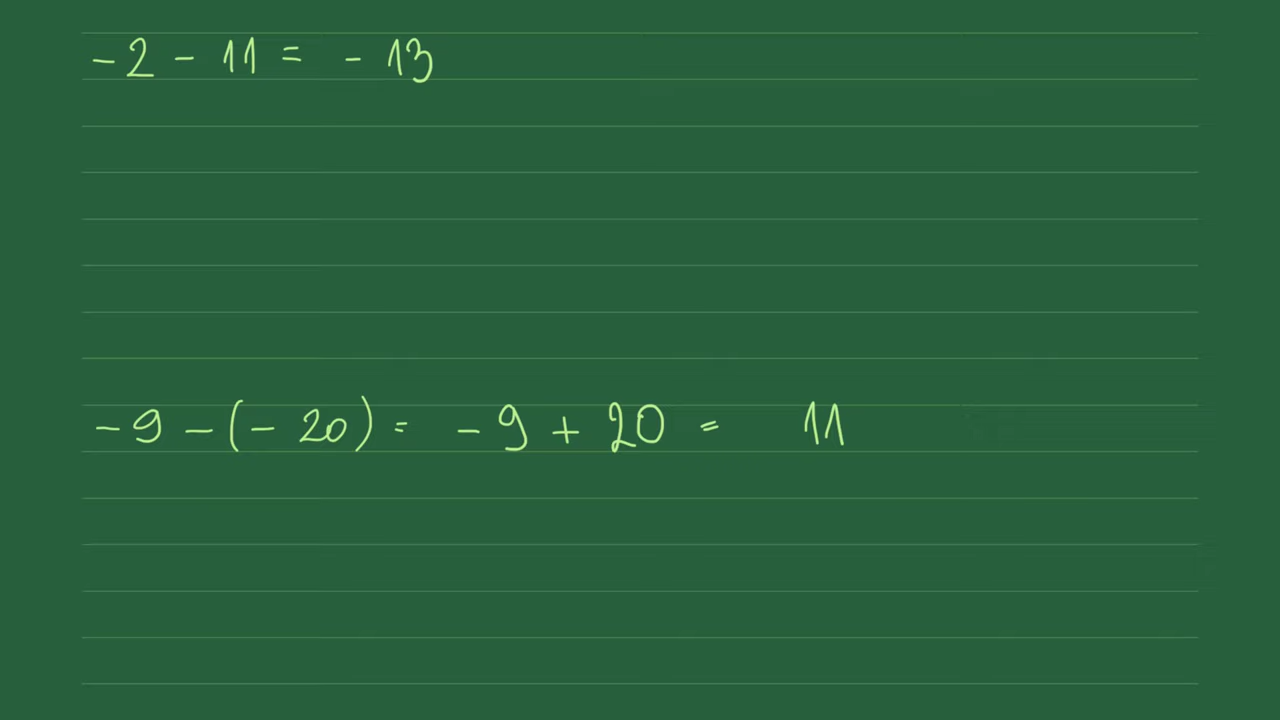 -2 - 11 = - 13
-9 - (- 20) = -9 + 20 = 11